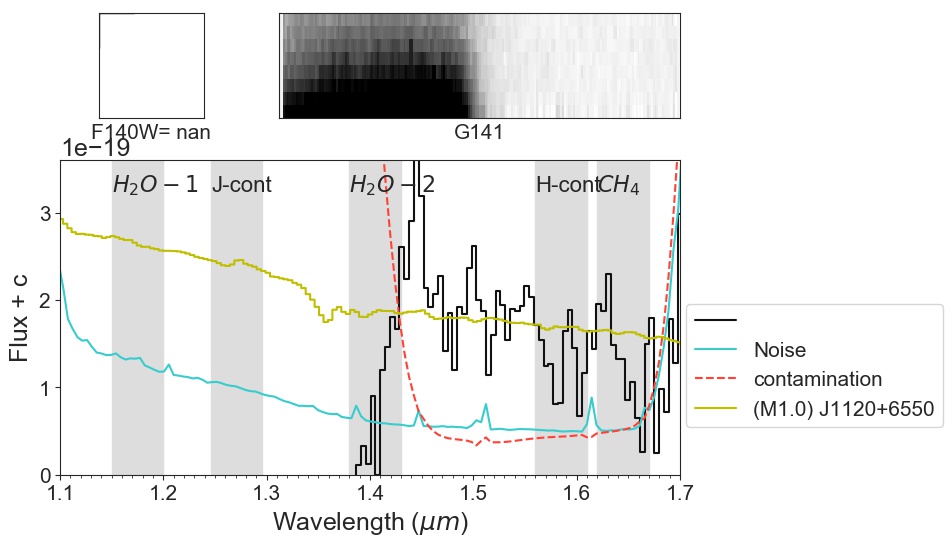 F140W= nan
G141
1e−19
H₂O − 1
J-cont
H₂O − 2
H-cont
CH₄
3
2
1
0
Flux + c
1.1
1.2
1.3
1.4
1.5
1.6
1.7
Wavelength (μm)
Noise
contamination
(M1.0) J1120+6550